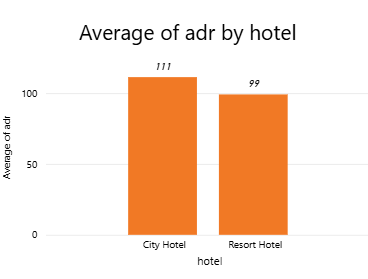 Average of adr by hotel
111
99
100
50
0
Average of adr
City Hotel
Resort Hotel
hotel